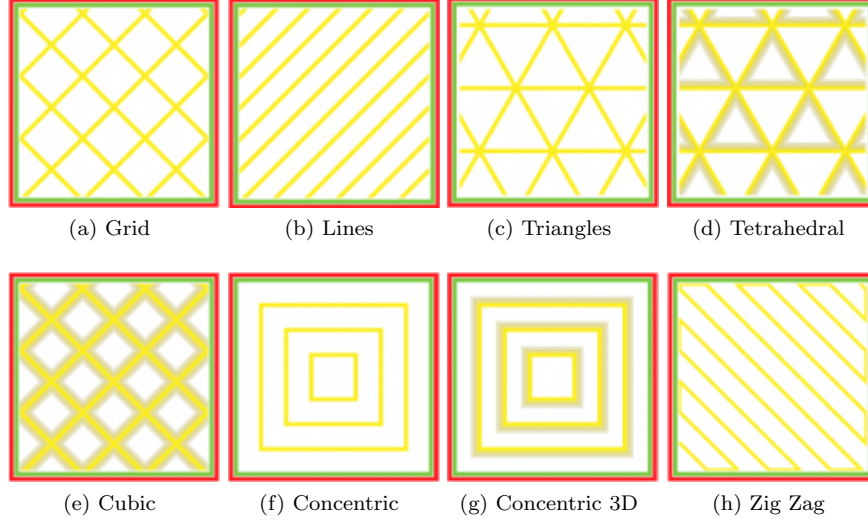 (a) Grid
(b) Lines
(c) Triangles
(d) Tetrahedral
(e) Cubic
(f) Concentric
(g) Concentric 3D
(h) Zig Zag